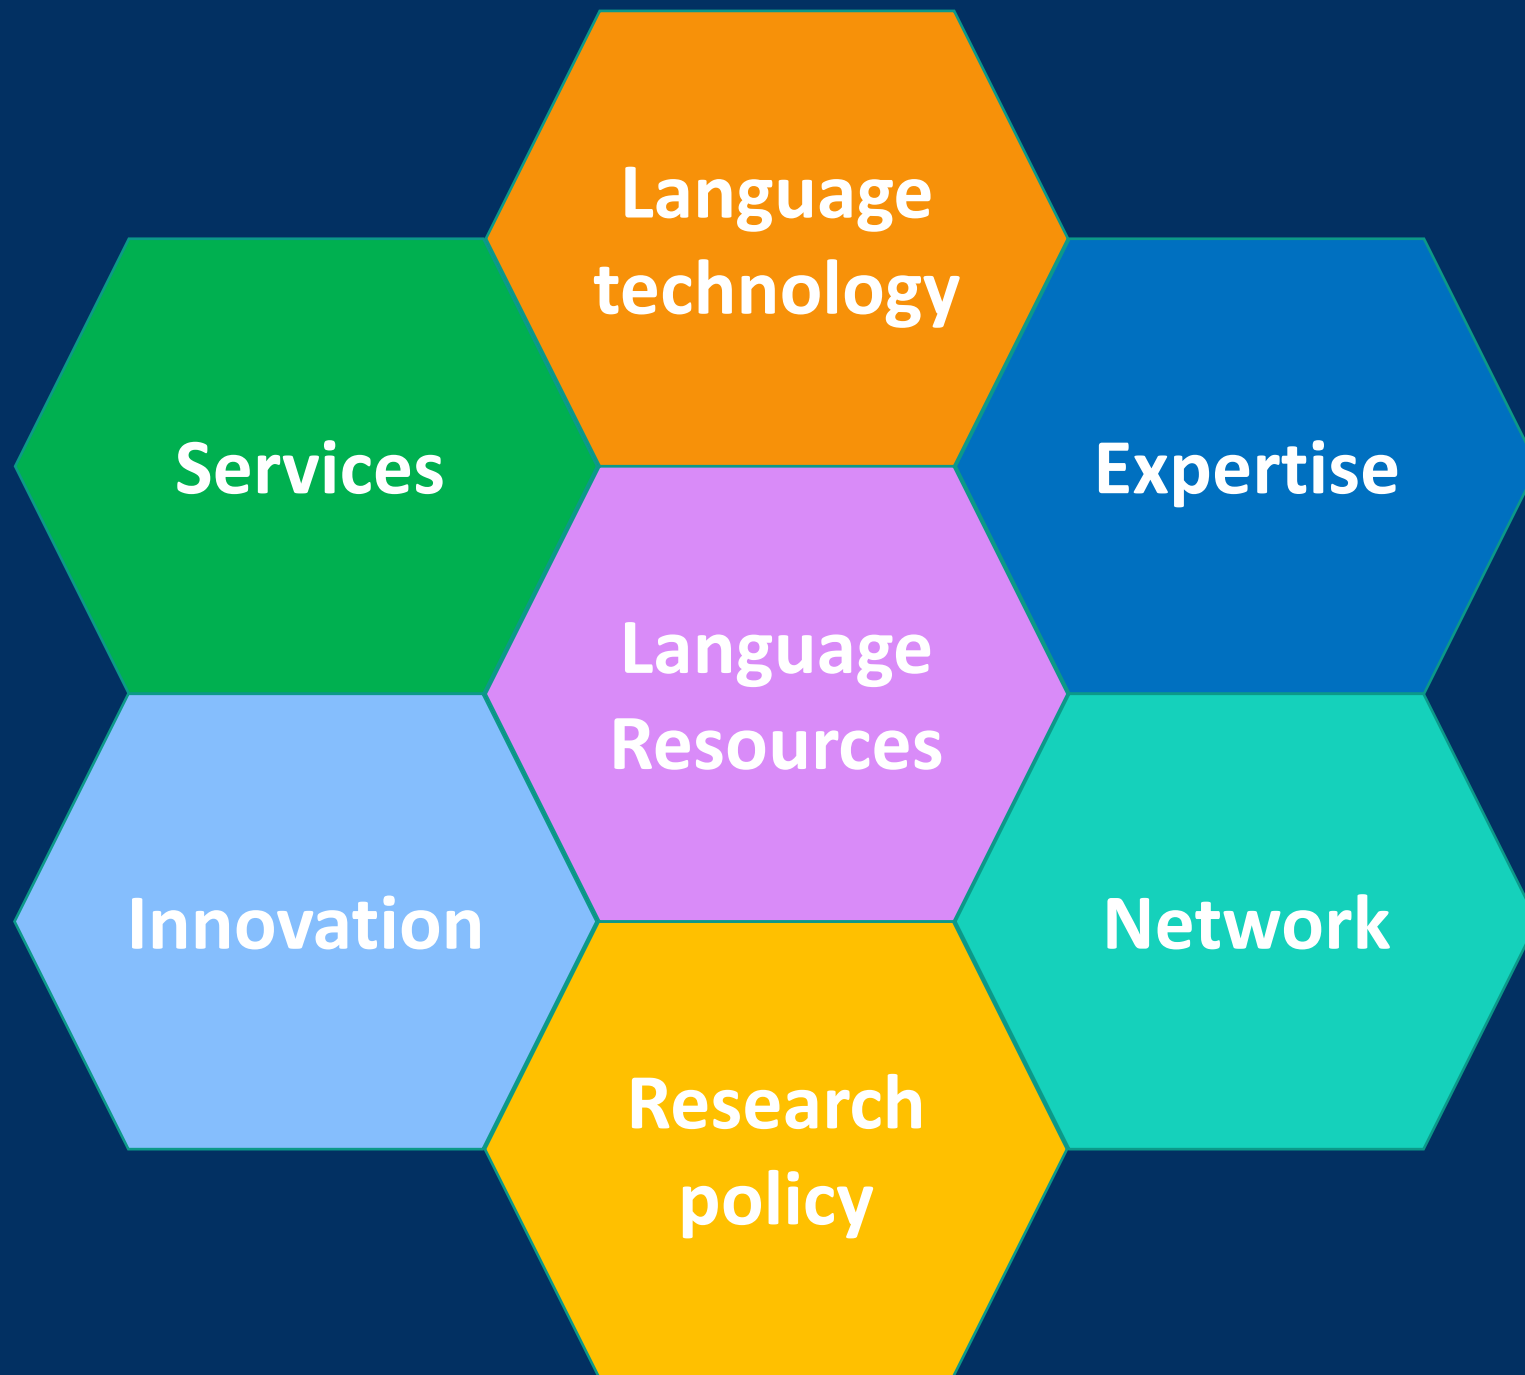 Language
technology
Services
Expertise
Language
Resources
Innovation
Network
Research
policy